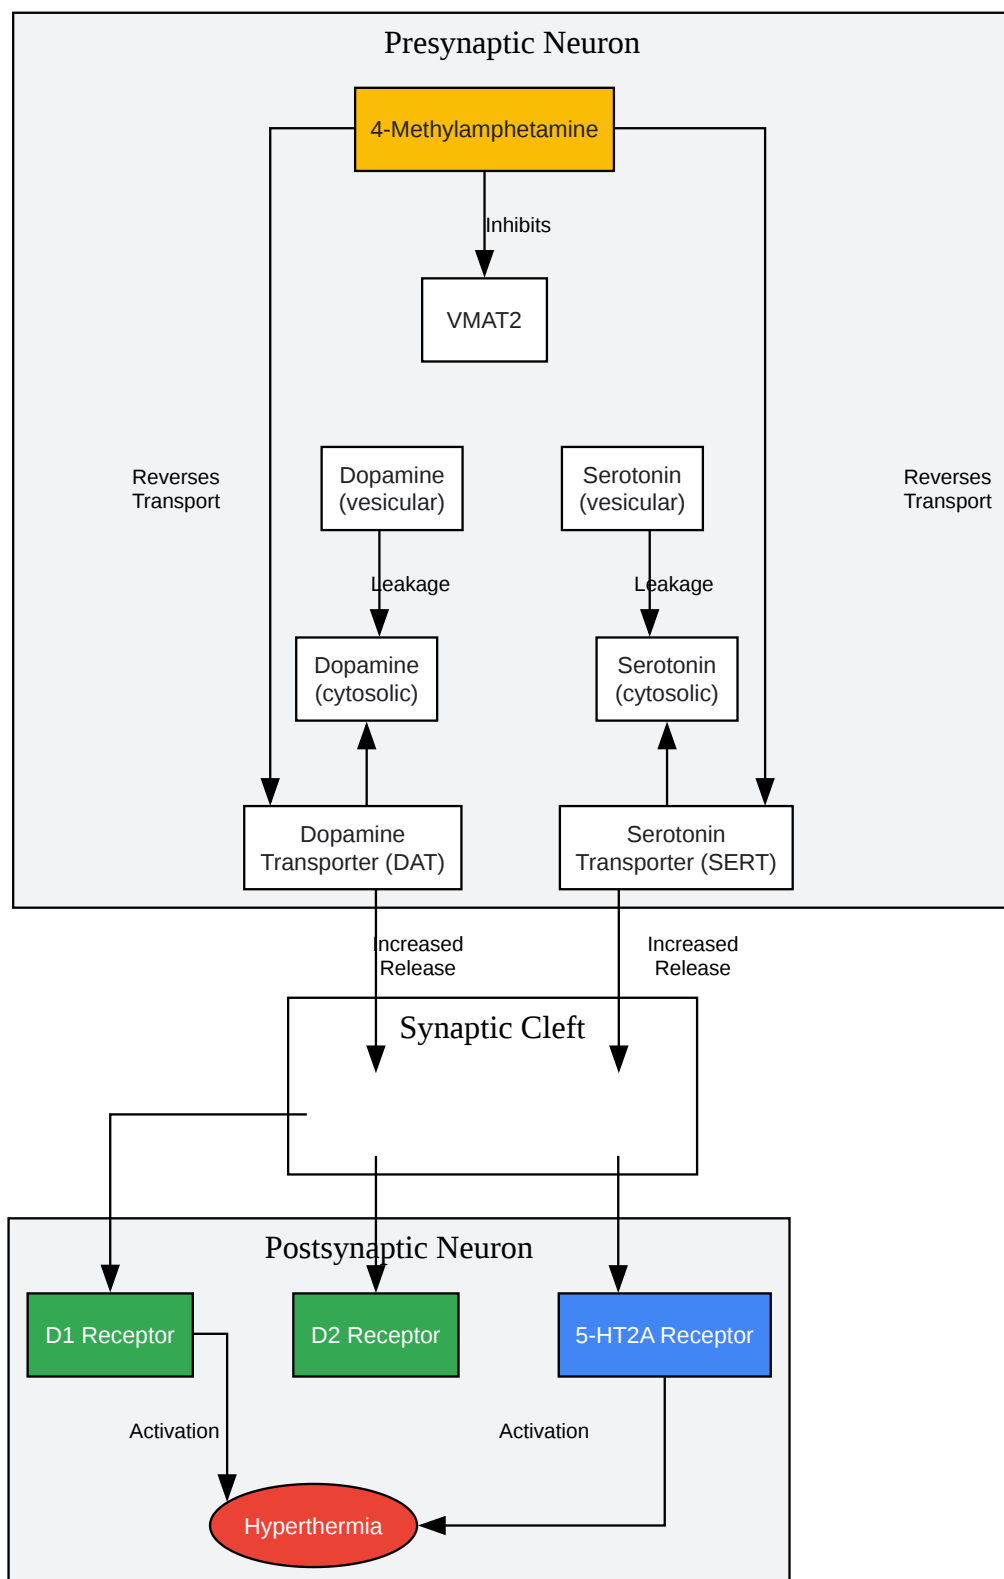 Presynaptic Neuron
4-Methylamphetamine
Inhibits
VMAT2
Reverses
Transport
Dopamine
(vesicular)
Serotonin
(vesicular)
Reverses
Transport
Leakage
Leakage
Dopamine
(cytosolic)
Serotonin
(cytosolic)
Dopamine
Transporter (DAT)
Serotonin
Transporter (SERT)
Increased
Release
Increased
Release
Synaptic Cleft
Postsynaptic Neuron
D1 Receptor
D2 Receptor
5-HT2A Receptor
Activation
Activation
Hyperthermia